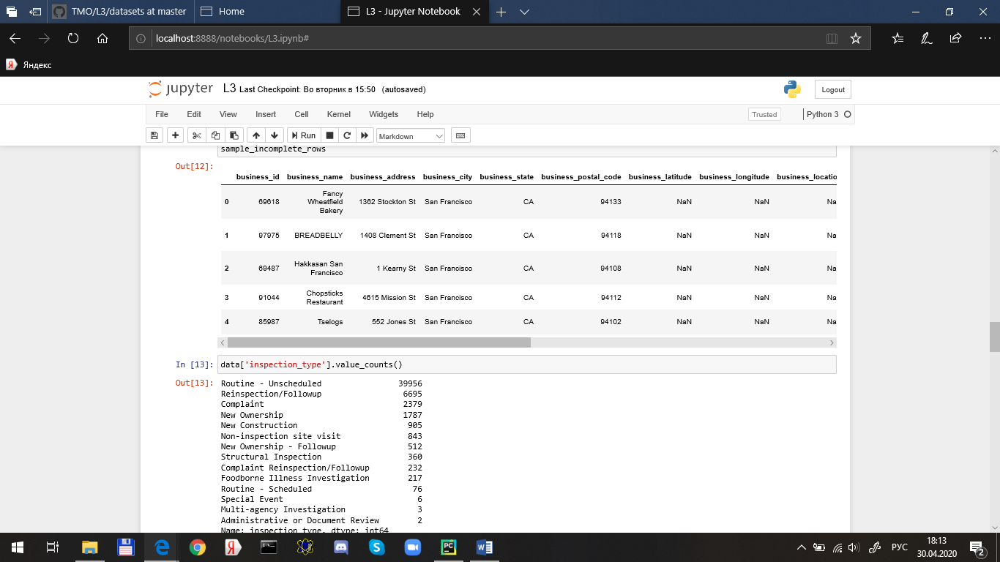 TMO/L3/datasets at master
Home
L3 - Jupyter Notebook
localhost:8888/notebooks/L3.ipynb#
Яндекс
jupyter L3 Last Checkpoint: Во вторник в 15:50 (autosaved)
Logout
File Edit View Insert Cell Kernel Widgets Help
Trusted
Python 3
Run
Markdown
sample_incomplete_rows
Out[12]:
business_id business_name business_address business_city business_state business_postal_code business_latitude business_longitude business_locatio
0 69618 Fancy Wheatfield Bakery 1362 Stockton St San Francisco CA 94133 NaN NaN Na
1 97975 BREADBELLY 1408 Clement St San Francisco CA 94118 NaN NaN Na
2 69487 Hakkasan San Francisco 1 Kearny St San Francisco CA 94108 NaN NaN Na
3 91044 Chopsticks Restaurant 4615 Mission St San Francisco CA 94112 NaN NaN Na
4 85987 Tselogs 552 Jones St San Francisco CA 94102 NaN NaN Na
In [13]: data['inspection_type'].value_counts()
Out[13]: Routine - Unscheduled 39956
Reinspection/Followup 6695
Complaint 2379
New Ownership 1787
New Construction 905
Non-inspection site visit 843
New Ownership - Followup 512
Structural Inspection 360
Complaint Reinspection/Followup 232
Foodborne Illness Investigation 217
Routine - Scheduled 76
Special Event 6
Multi-agency Investigation 3
Administrative or Document Review 2
Name: inspection_type, dtype: int64
РУС
18:13
30.04.2020
2